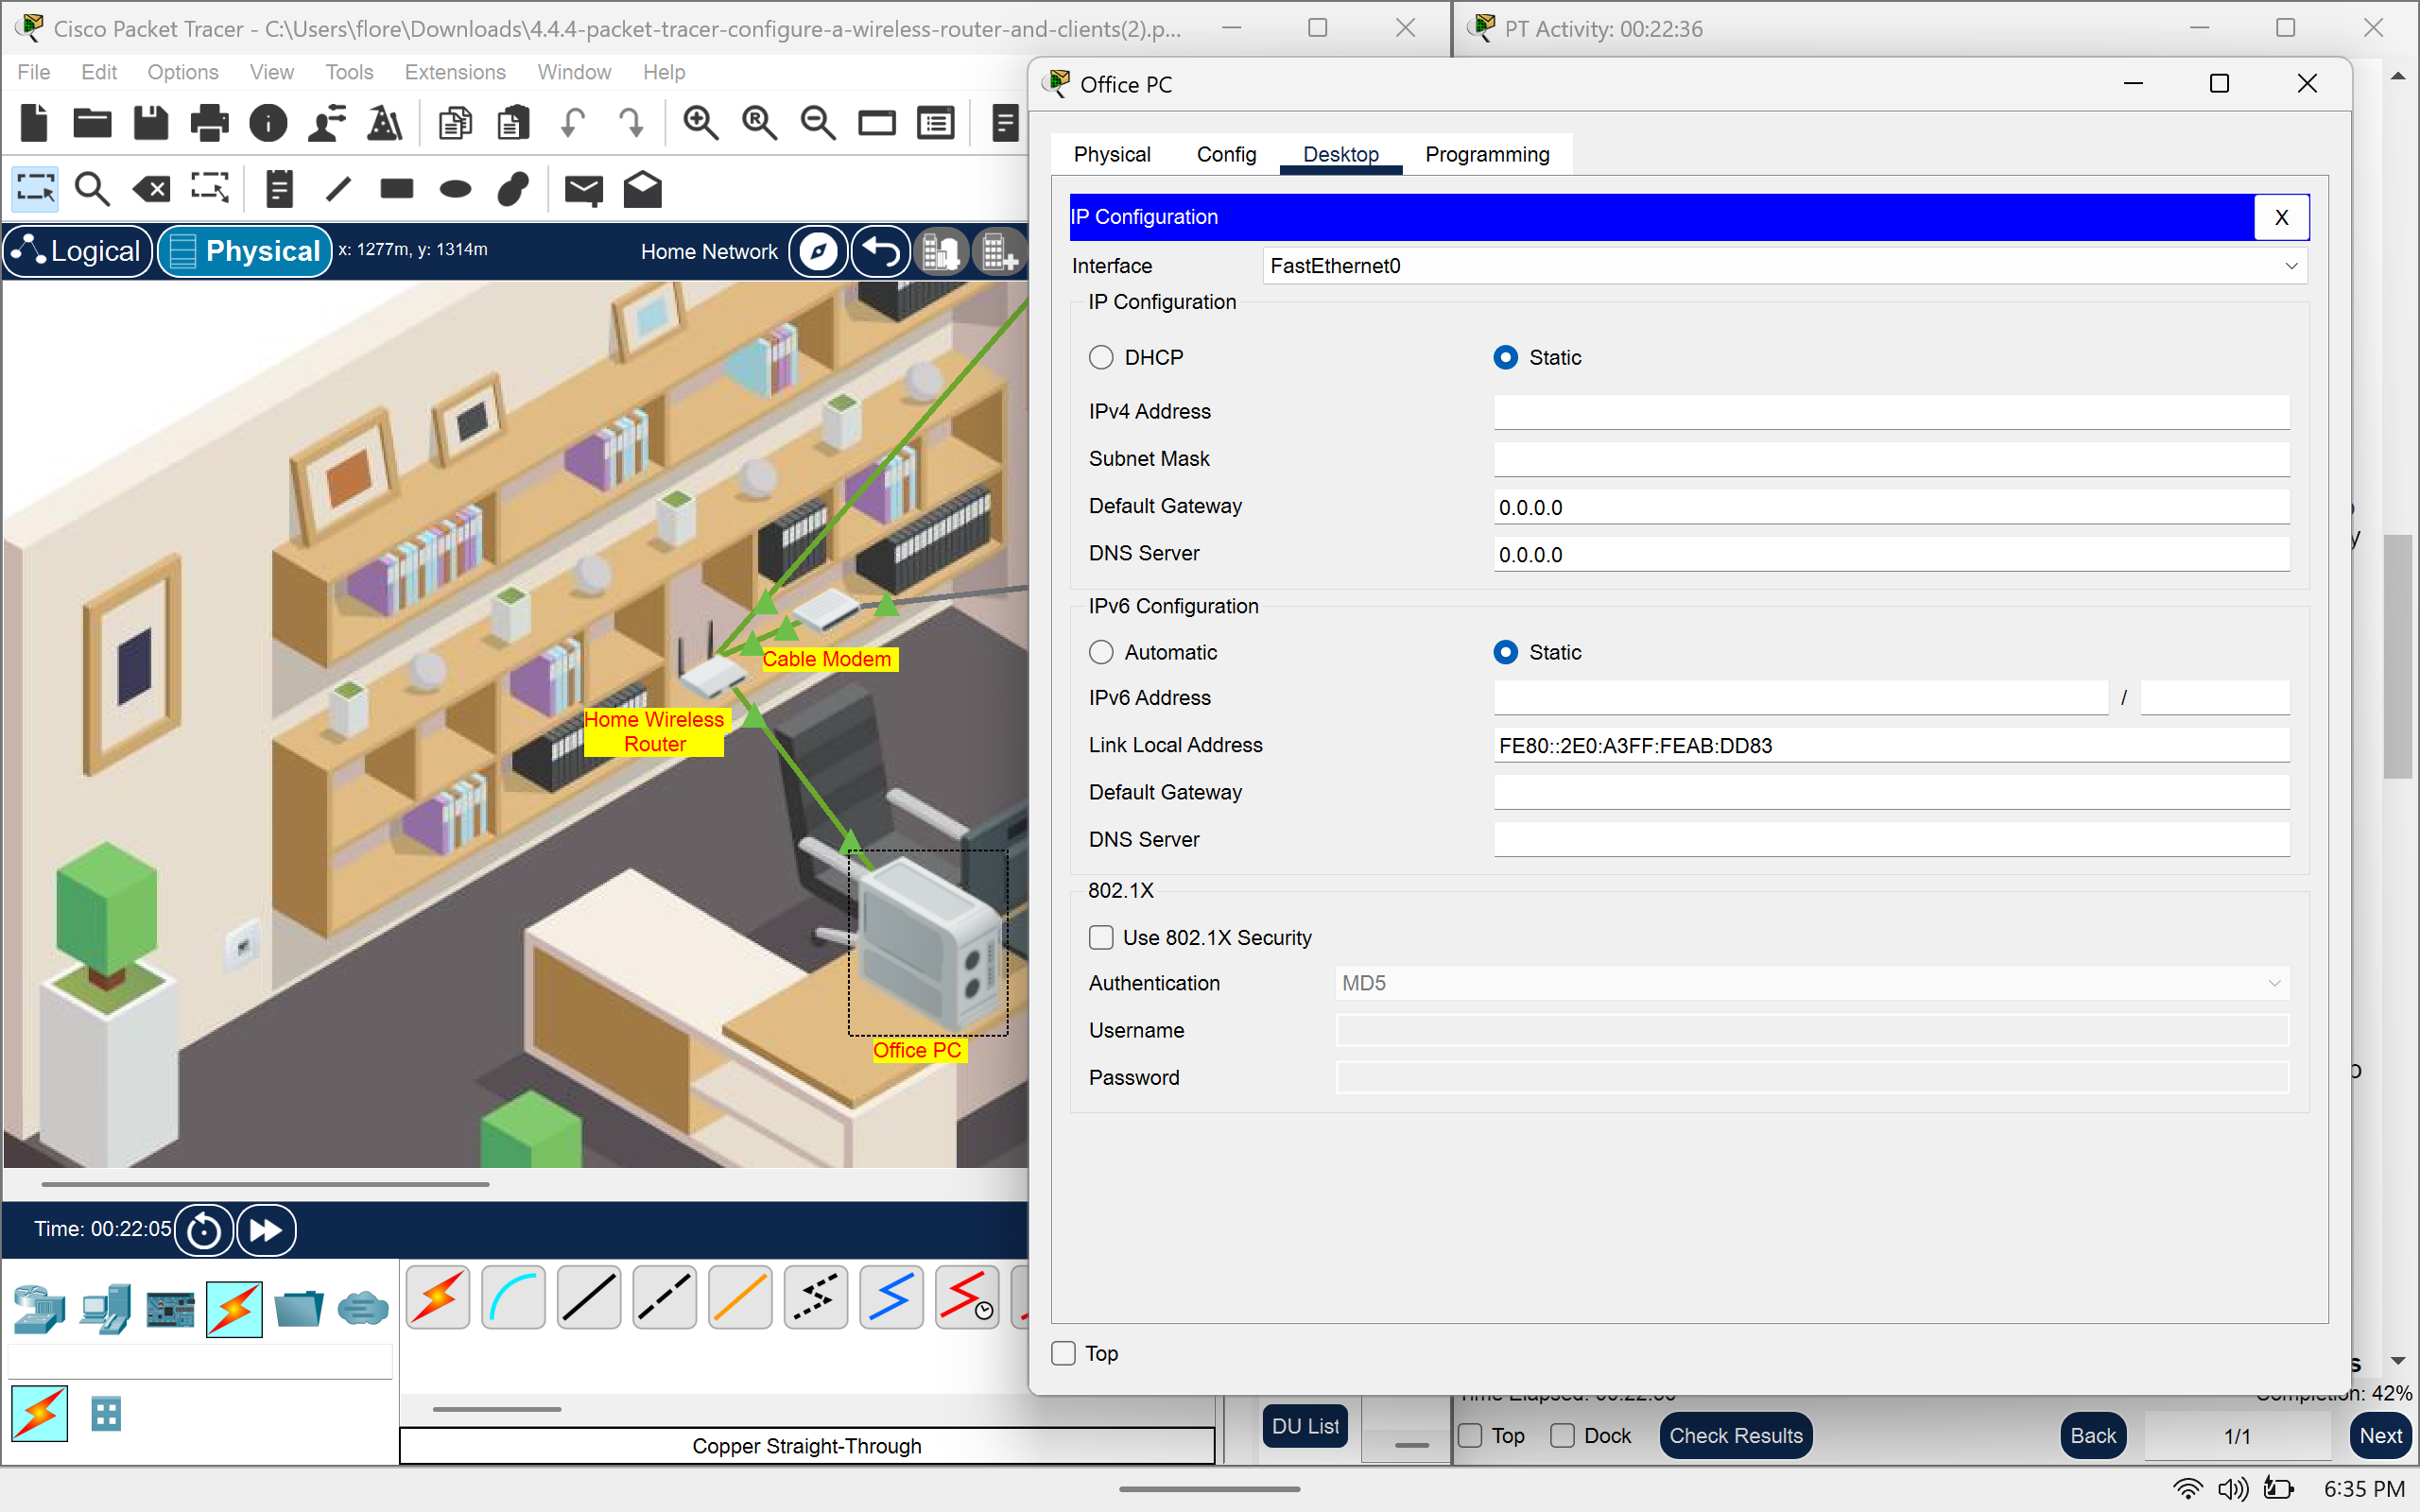 Cisco Packet Tracer - C:\Users\flore\Downloads\4.4.4-packet-tracer-configure-a-wireless-router-and-clients(2).p...
PT Activity: 00:22:36
File Edit Options View Tools Extensions Window Help
Office PC
Physical Config Desktop Programming
Logical Physical x: 1277m, y: 1314m Home Network
IP Configuration X
Interface FastEthernet0
IP Configuration
DHCP Static
IPv4 Address
Subnet Mask
Default Gateway 0.0.0.0
DNS Server 0.0.0.0
IPv6 Configuration
Automatic Static
IPv6 Address /
Link Local Address FE80::2E0:A3FF:FEAB:DD83
Default Gateway
DNS Server
802.1X
Use 802.1X Security
Authentication MD5
Username
Password
Top
Cable Modem
Home Wireless
Router
Office PC
Time: 00:22:05
Copper Straight-Through
DU List
Completion: 42%
Top Dock Check Results Back 1/1 Next
6:35 PM